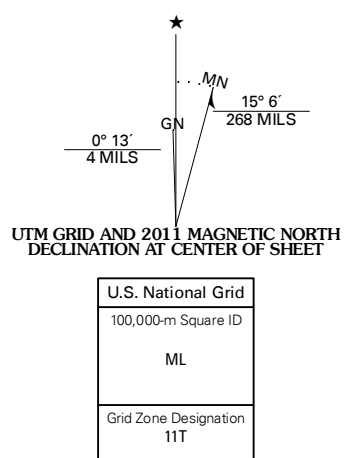 ★
MN
GN
15° 6´
268 MILS
0° 13´
4 MILS
UTM GRID AND 2011 MAGNETIC NORTH
DECLINATION AT CENTER OF SHEET
U.S. National Grid
100,000-m Square ID
ML
Grid Zone Designation
11T